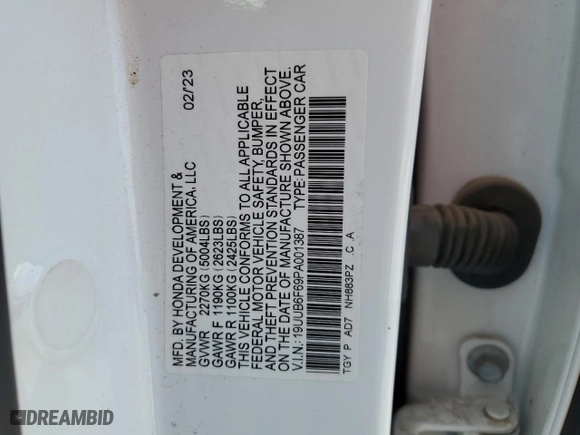 MFD. BY HONDA DEVELOPMENT & 02/'23
MANUFACTURING OF AMERICA, LLC
GVWR 2270KG (5004LBS)
GAWR F 1190KG (2623LBS)
GAWR R 1100KG (2425LBS)
THIS VEHICLE CONFORMS TO ALL APPLICABLE
FEDERAL MOTOR VEHICLE SAFETY, BUMPER,
AND THEFT PREVENTION STANDARDS IN EFFECT
ON THE DATE OF MANUFACTURE SHOWN ABOVE.
V.I.N.: 19UUB6F69PA001387 TYPE: PASSENGER CAR
TGY P AD7 NH883PZ .C A
DREAMBID